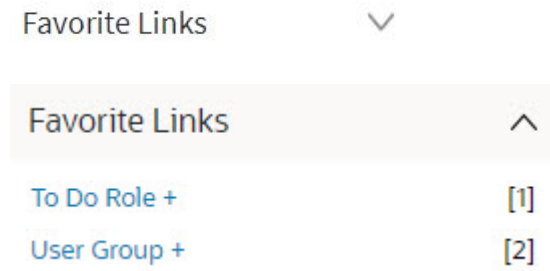 Favorite Links
Favorite Links
To Do Role + [1]
User Group + [2]